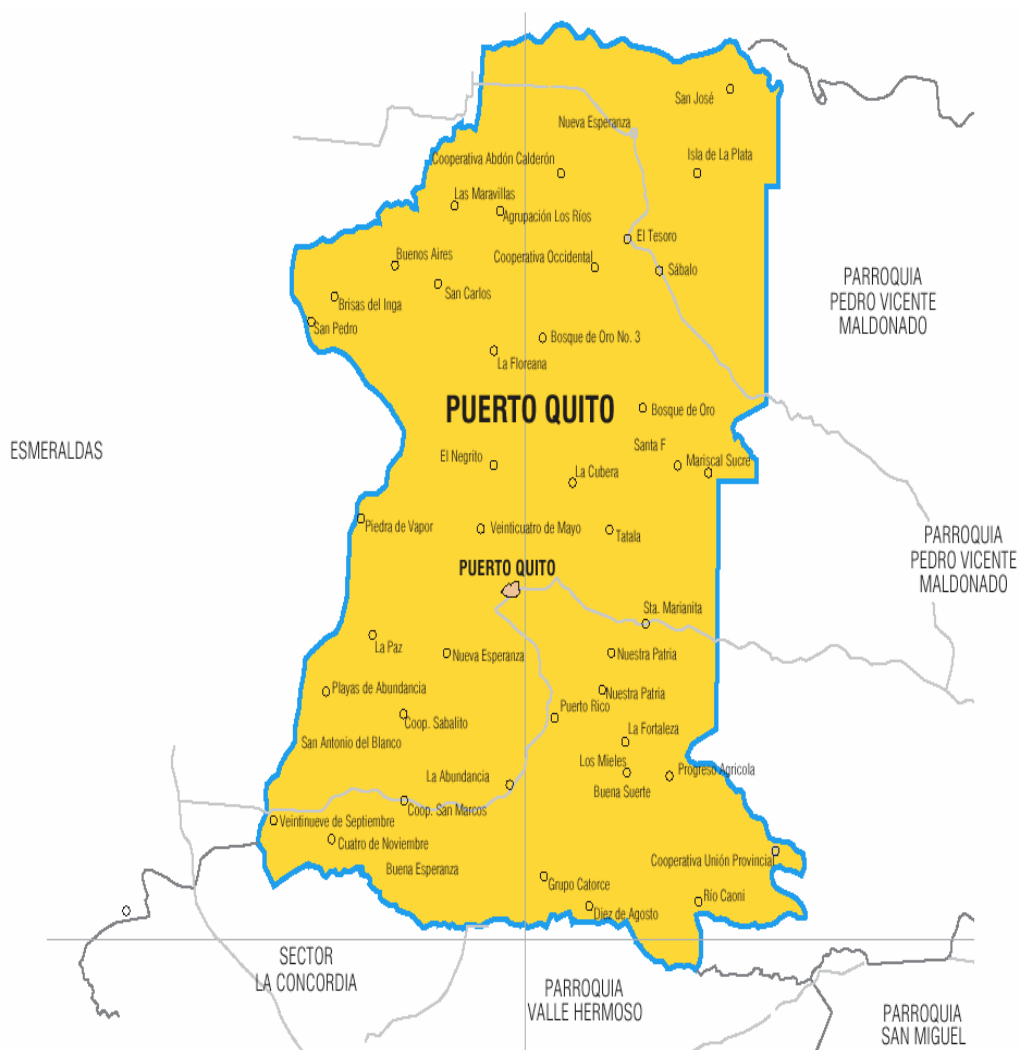 San José
Nueva Esperanza
Isla de La Plata
Cooperativa Abdón Calderón
Las Maravillas
Agrupación Los Ríos
El Tesoro
Buenos Aires
Cooperativa Occidental
Sábalo
San Carlos
Brisas del Inga
San Pedro
PARROQUIA
PEDRO VICENTE
MALDONADO
Bosque de Oro No. 3
La Floreana
PUERTO QUITO
Bosque de Oro
ESMERALDAS
Santa F
El Negrito
Mariscal Sucre
La Cubera
Piedra de Vapor
Veinticuatro de Mayo
Tatala
PARROQUIA
PEDRO VICENTE
MALDONADO
PUERTO QUITO
Sta. Marianita
La Paz
Nueva Esperanza
Nuestra Patria
Playas de Abundancia
Nuestra Patria
Puerto Rico
Coop. Sabalito
La Fortaleza
San Antonio del Blanco
Los Mieles
La Abundancia
Progreso Agricola
Buena Suerte
Coop. San Marcos
Veintinueve de Septiembre
Cuatro de Noviembre
Cooperativa Unión Provincial
Buena Esperanza
Grupo Catorce
Río Caoni
Diez de Agosto
SECTOR
LA CONCORDIA
PARROQUIA
VALLE HERMOSO
PARROQUIA
SAN MIGUEL